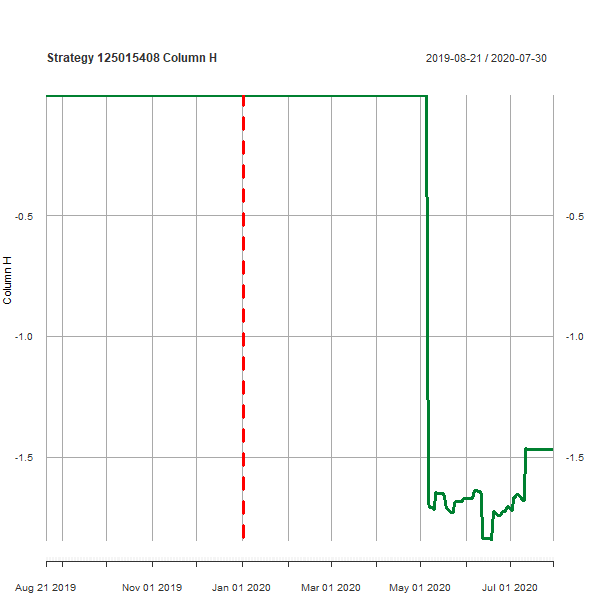 Strategy 125015408 Column H 2019-08-21 / 2020-07-30
-0.5 -0.5
-1.0 -1.0
-1.5 -1.5
Column H
Aug 21 2019 Nov 01 2019 Jan 01 2020 Mar 01 2020 May 01 2020 Jul 01 2020